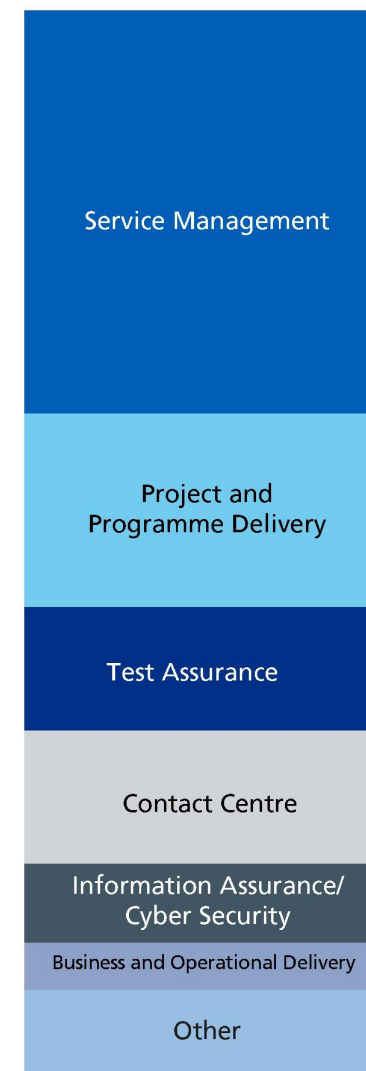 Service Management
Project and
Programme Delivery
Test Assurance
Contact Centre
Information Assurance/
Cyber Security
Business and Operational Delivery
Other